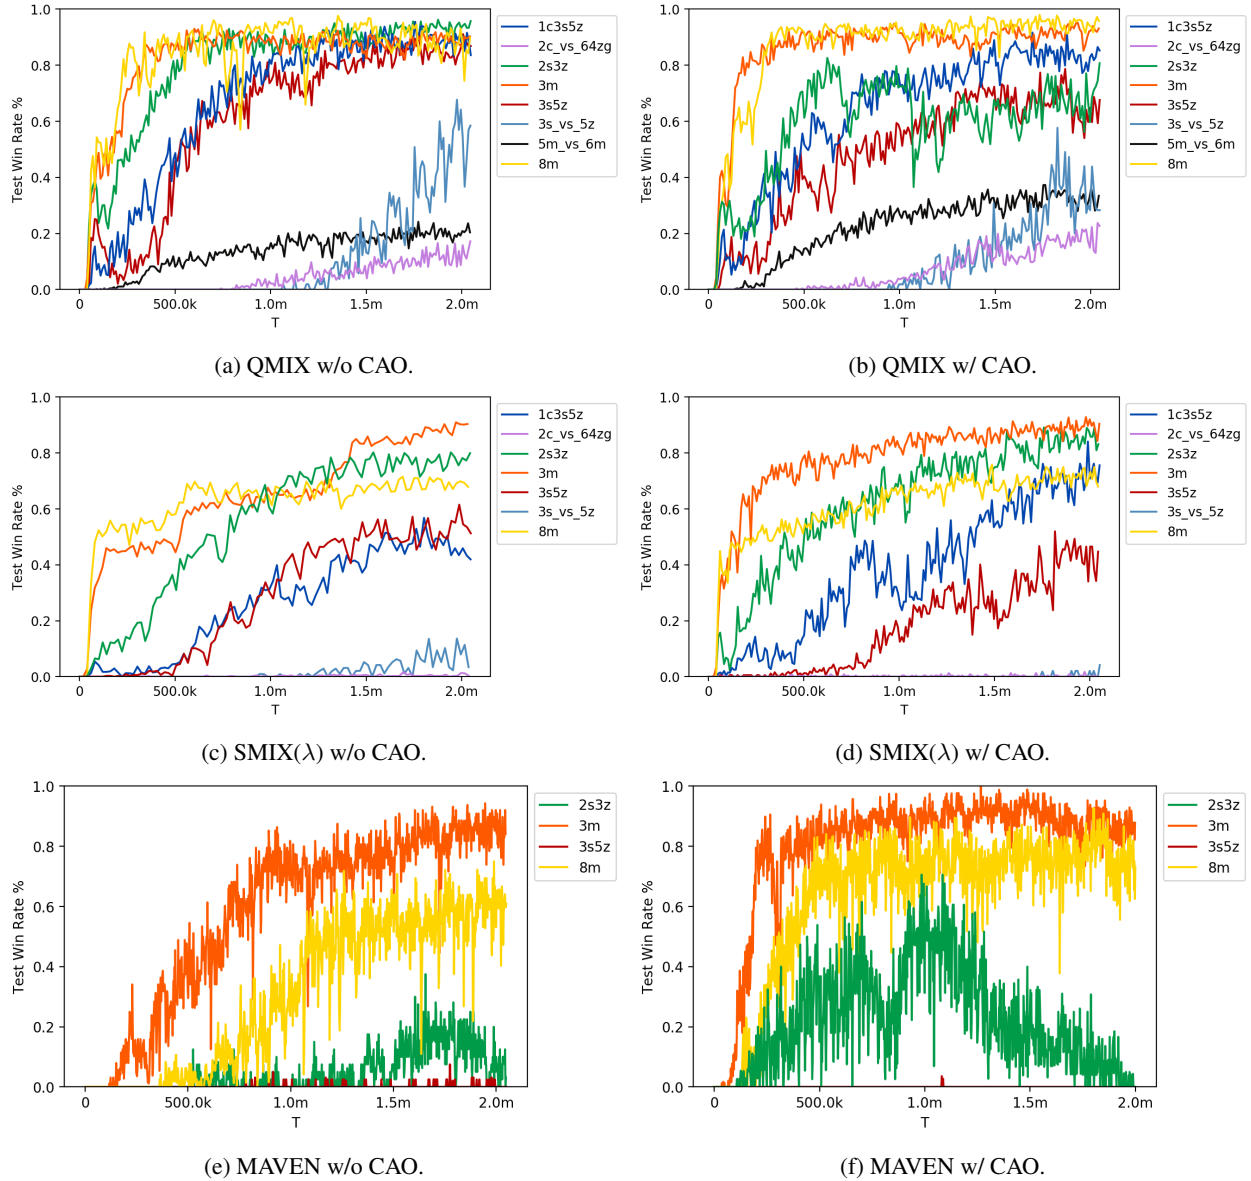 1.0
0.8
0.6
0.4
0.2
0.0
Test Win Rate %
0
500.0k
1.0m
1.5m
2.0m
T
1c3s5z
2c_vs_64zg
2s3z
3m
3s5z
3s_vs_5z
5m_vs_6m
8m
(a) QMIX w/o CAO.
1.0
0.8
0.6
0.4
0.2
0.0
Test Win Rate %
0
500.0k
1.0m
1.5m
2.0m
T
1c3s5z
2c_vs_64zg
2s3z
3m
3s5z
3s_vs_5z
5m_vs_6m
8m
(b) QMIX w/ CAO.
1.0
0.8
0.6
0.4
0.2
0.0
Test Win Rate %
0
500.0k
1.0m
1.5m
2.0m
T
1c3s5z
2c_vs_64zg
2s3z
3m
3s5z
3s_vs_5z
8m
(c) SMIX(λ) w/o CAO.
1.0
0.8
0.6
0.4
0.2
0.0
Test Win Rate %
0
500.0k
1.0m
1.5m
2.0m
T
1c3s5z
2c_vs_64zg
2s3z
3m
3s5z
3s_vs_5z
8m
(d) SMIX(λ) w/ CAO.
1.0
0.8
0.6
0.4
0.2
0.0
Test Win Rate %
0
500.0k
1.0m
1.5m
2.0m
T
2s3z
3m
3s5z
8m
(e) MAVEN w/o CAO.
1.0
0.8
0.6
0.4
0.2
0.0
Test Win Rate %
0
500.0k
1.0m
1.5m
2.0m
T
2s3z
3m
3s5z
8m
(f) MAVEN w/ CAO.